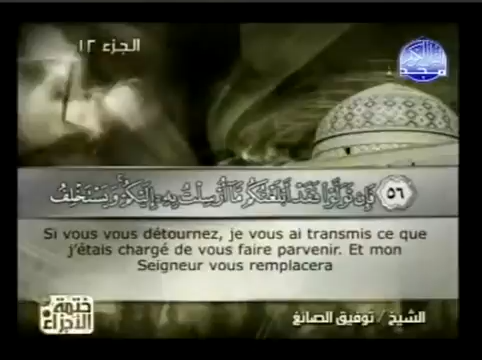 الجزء ١٢
المجد
٥٦ فَإِن تَوَلَّوْا۟ فَقَدْ أَبْلَغْتُكُم مَّآ أُرْسِلْتُ بِهِۦٓ إِلَيْكُمْ ۚ وَيَسْتَخْلِفُ
Si vous vous détournez, je vous ai transmis ce que
j'étais chargé de vous faire parvenir. Et mon
Seigneur vous remplacera
ختمة
الأجزاء
الشيخ / توفيق الصائغ